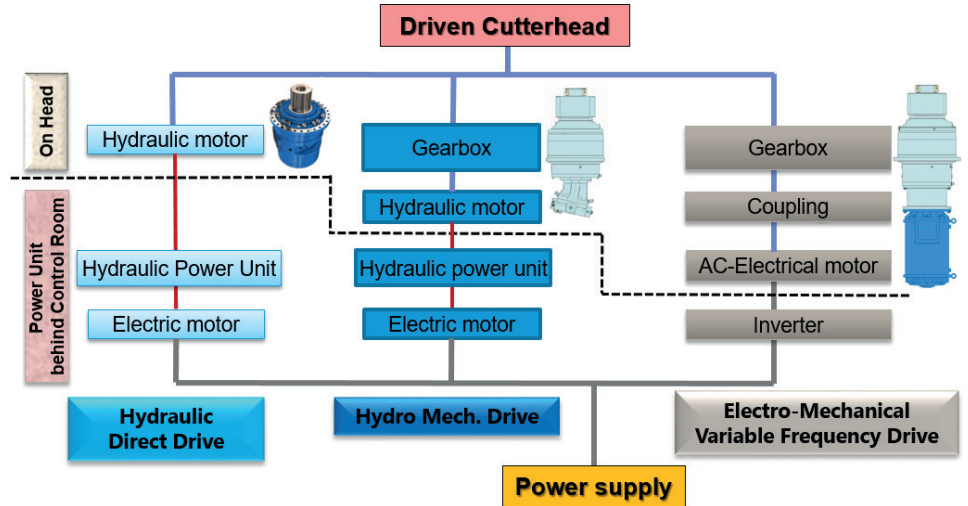 Driven Cutterhead
On Head
Hydraulic motor
Gearbox
Gearbox
Hydraulic motor
Coupling
Power Unit
behind Control Room
Hydraulic Power Unit
Hydraulic power unit
AC-Electrical motor
Electric motor
Electric motor
Inverter
Hydraulic
Direct Drive
Hydro Mech. Drive
Electro-Mechanical
Variable Frequency Drive
Power supply